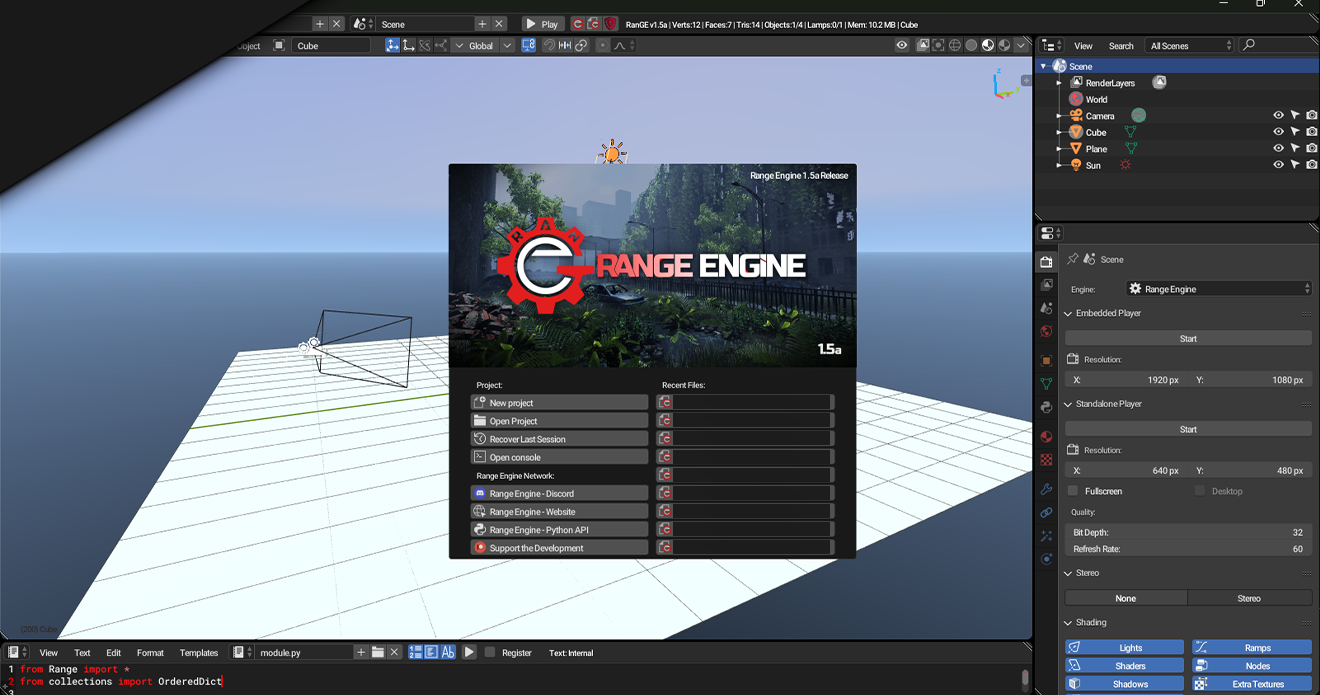 Scene
Play
RanGE v1.5a | Verts:12 | Faces:7 | Tris:14 | Objects:1/4 | Lamps:0/1 | Mem: 10.2 MB | Cube
bject
Cube
Global
View
Search
All Scenes
Scene
RenderLayers
World
Camera
Cube
Plane
Sun
z
y
Range Engine 1.5a Release
RAN
e
RANGE ENGINE
1.5a
Project:
Recent Files:
New project
Open Project
Recover Last Session
Open console
Range Engine Network:
Range Engine - Discord
Range Engine - Website
Range Engine - Python API
Support the Development
Scene
Engine:
Range Engine
Embedded Player
Start
Resolution:
X: 1920 px Y: 1080 px
Standalone Player
Start
Resolution:
X: 640 px Y: 480 px
Fullscreen
Desktop
Quality:
Bit Depth: 32
Refresh Rate: 60
Stereo
None
Stereo
Shading
Lights
Ramps
Shaders
Nodes
Shadows
Extra Textures
(200) Cube
View
Text
Edit
Format
Templates
module.py
Register
Text: Internal
1 from Range import *
2 from collections import OrderedDict
3